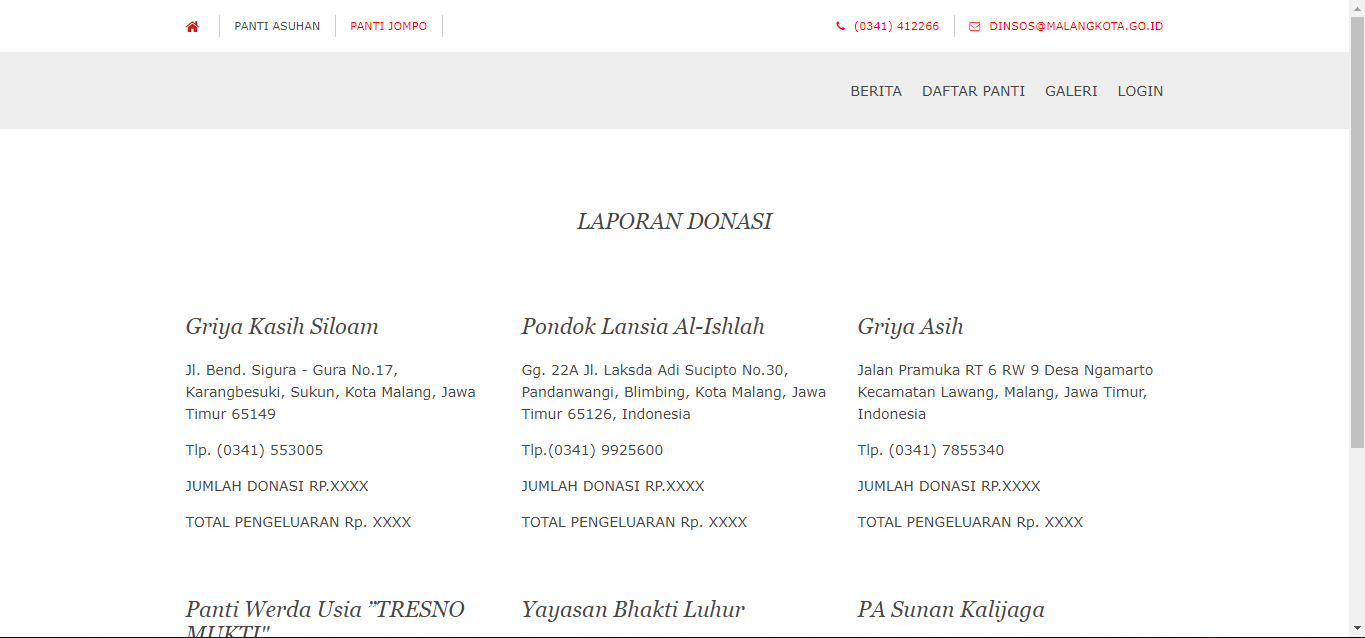 PANTI ASUHAN PANTI JOMPO (0341) 412266 DINSOS@MALANGKOTA.GO.ID
BERITA DAFTAR PANTI GALERI LOGIN
LAPORAN DONASI
Griya Kasih Siloam
Jl. Bend. Sigura - Gura No.17,
Karangbesuki, Sukun, Kota Malang, Jawa
Timur 65149
Tlp. (0341) 553005
JUMLAH DONASI RP.XXXX
TOTAL PENGELUARAN Rp. XXXX
Pondok Lansia Al-Ishlah
Gg. 22A Jl. Laksda Adi Sucipto No.30,
Pandanwangi, Blimbing, Kota Malang, Jawa
Timur 65126, Indonesia
Tlp.(0341) 9925600
JUMLAH DONASI RP.XXXX
TOTAL PENGELUARAN Rp. XXXX
Griya Asih
Jalan Pramuka RT 6 RW 9 Desa Ngamarto
Kecamatan Lawang, Malang, Jawa Timur,
Indonesia
Tlp. (0341) 7855340
JUMLAH DONASI RP.XXXX
TOTAL PENGELUARAN Rp. XXXX
Panti Werda Usia ”TRESNO
MUKTI"
Yayasan Bhakti Luhur
PA Sunan Kalijaga